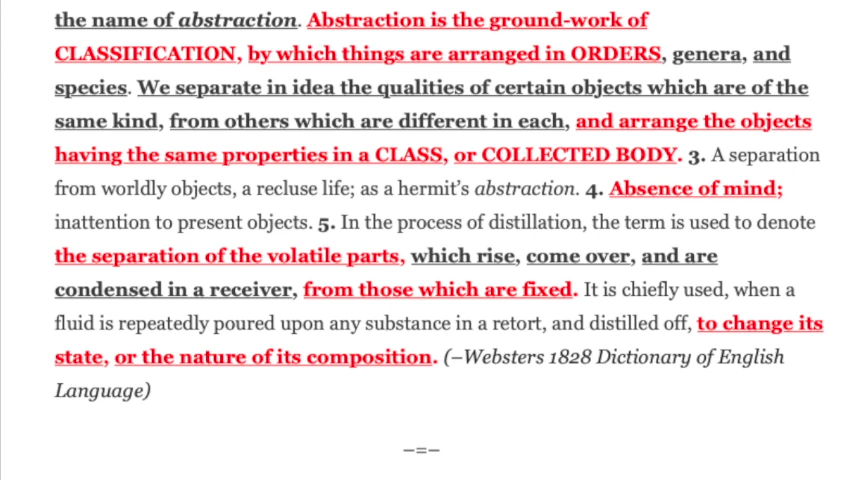 the name of abstraction. Abstraction is the ground-work of
CLASSIFICATION, by which things are arranged in ORDERS, genera, and
species. We separate in idea the qualities of certain objects which are of the
same kind, from others which are different in each, and arrange the objects
having the same properties in a CLASS, or COLLECTED BODY. 3. A separation
from worldly objects, a recluse life; as a hermit’s abstraction. 4. Absence of mind;
inattention to present objects. 5. In the process of distillation, the term is used to denote
the separation of the volatile parts, which rise, come over, and are
condensed in a receiver, from those which are fixed. It is chiefly used, when a
fluid is repeatedly poured upon any substance in a retort, and distilled off, to change its
state, or the nature of its composition. (–Websters 1828 Dictionary of English
Language)
–=–